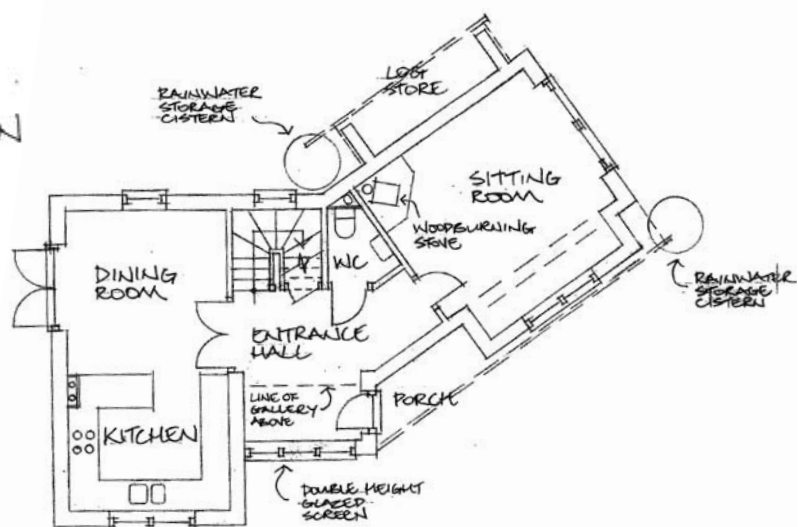 LOG
STORE
RAINWATER
STORAGE
CISTERN
N
SITTING
ROOM
WOODBURNING
STOVE
DINING
ROOM
WC
RAINWATER
STORAGE
CISTERN
ENTRANCE
HALL
LINE OF
GALLERY
ABOVE
PORCH
KITCHEN
DOUBLE HEIGHT
GLAZED
SCREEN